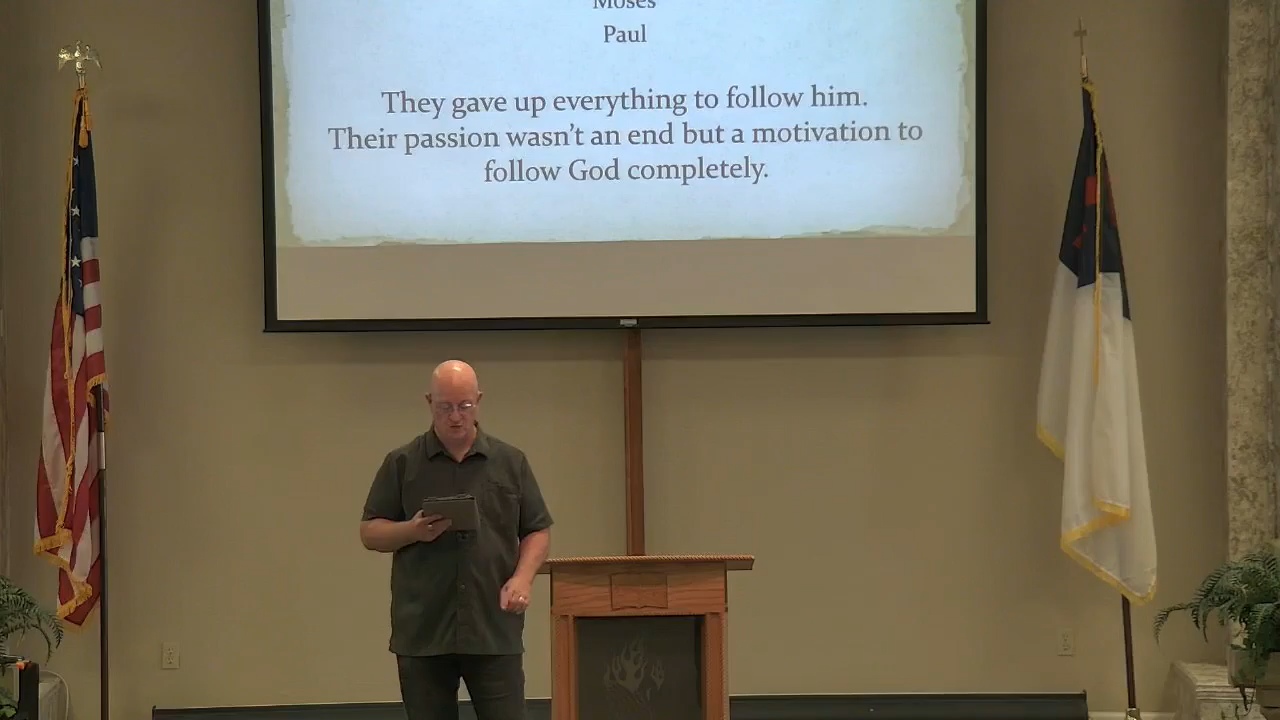 Moses
Paul
They gave up everything to follow him.
Their passion wasn't an end but a motivation to
follow God completely.